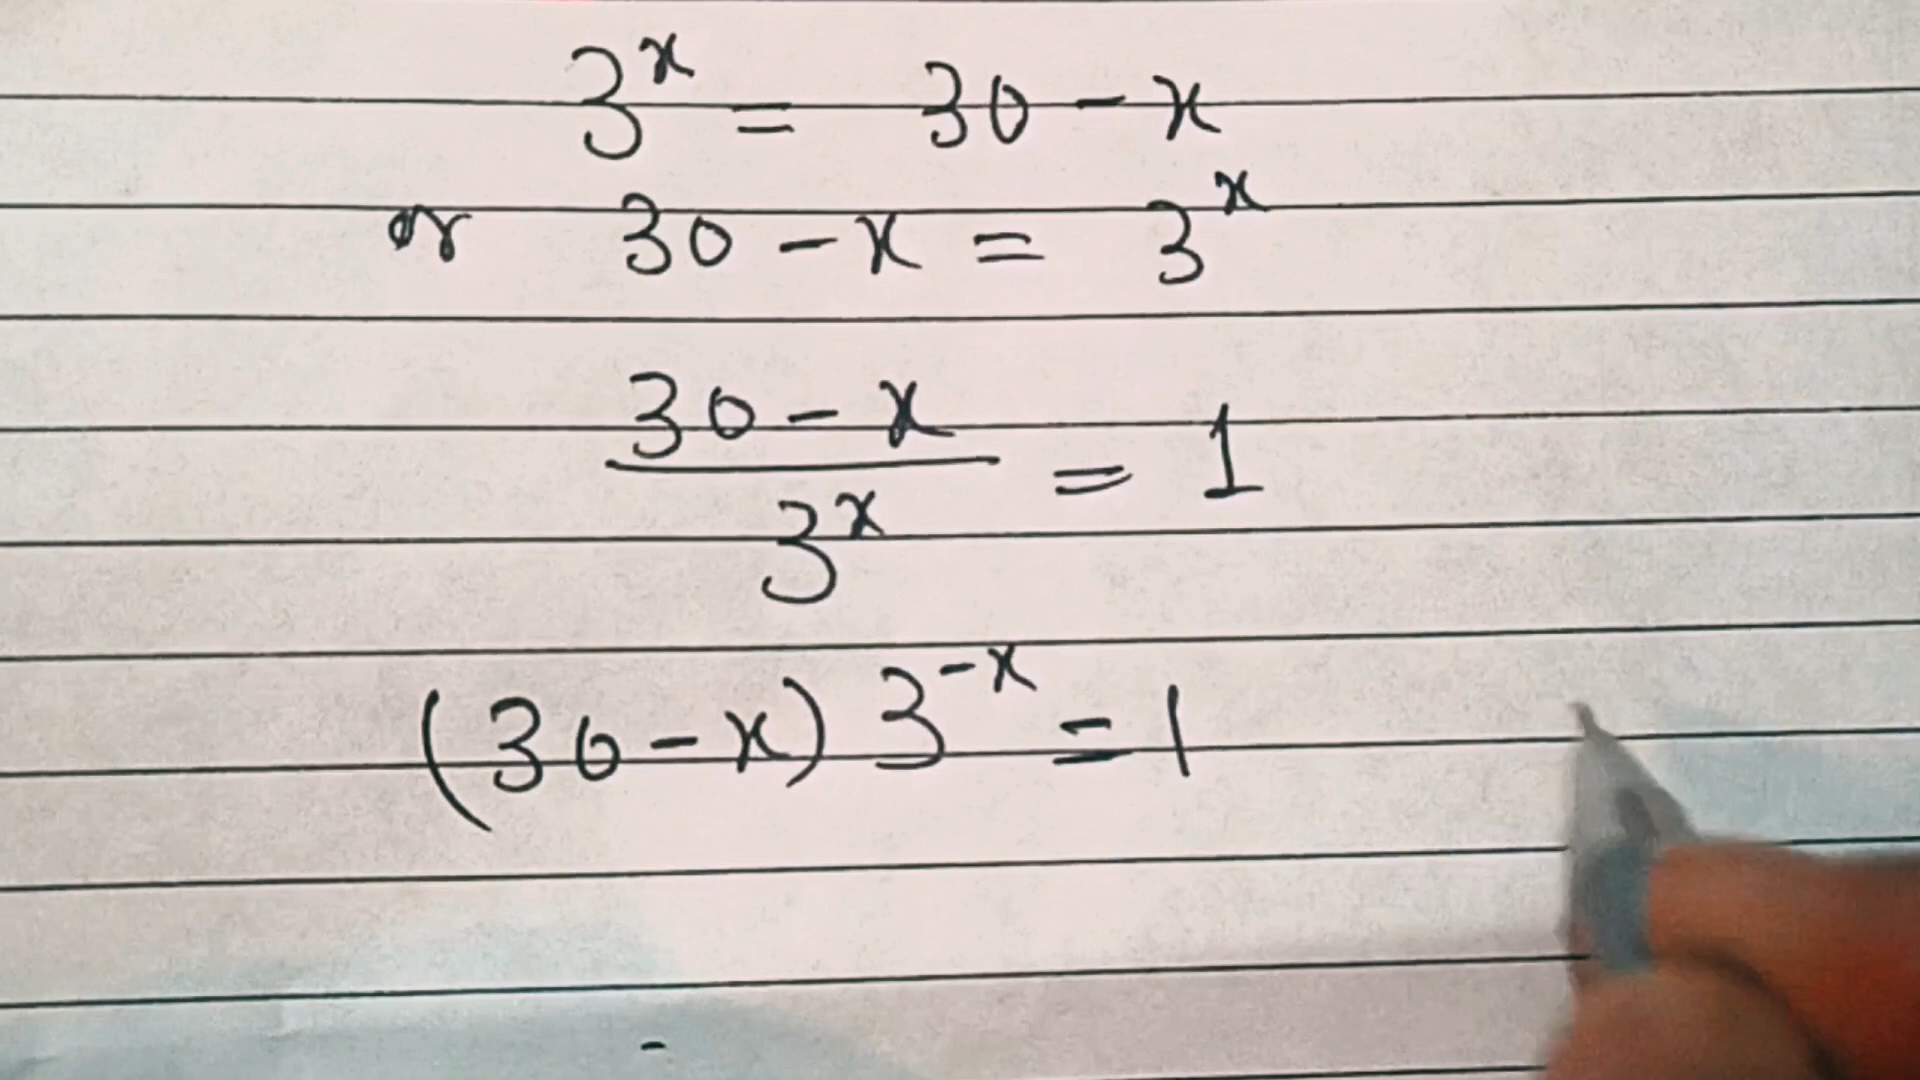 3^x = 30 - x
or 30 - x = 3^x
30 - x
/ 3^x = 1
(30 - x) 3^-x = 1